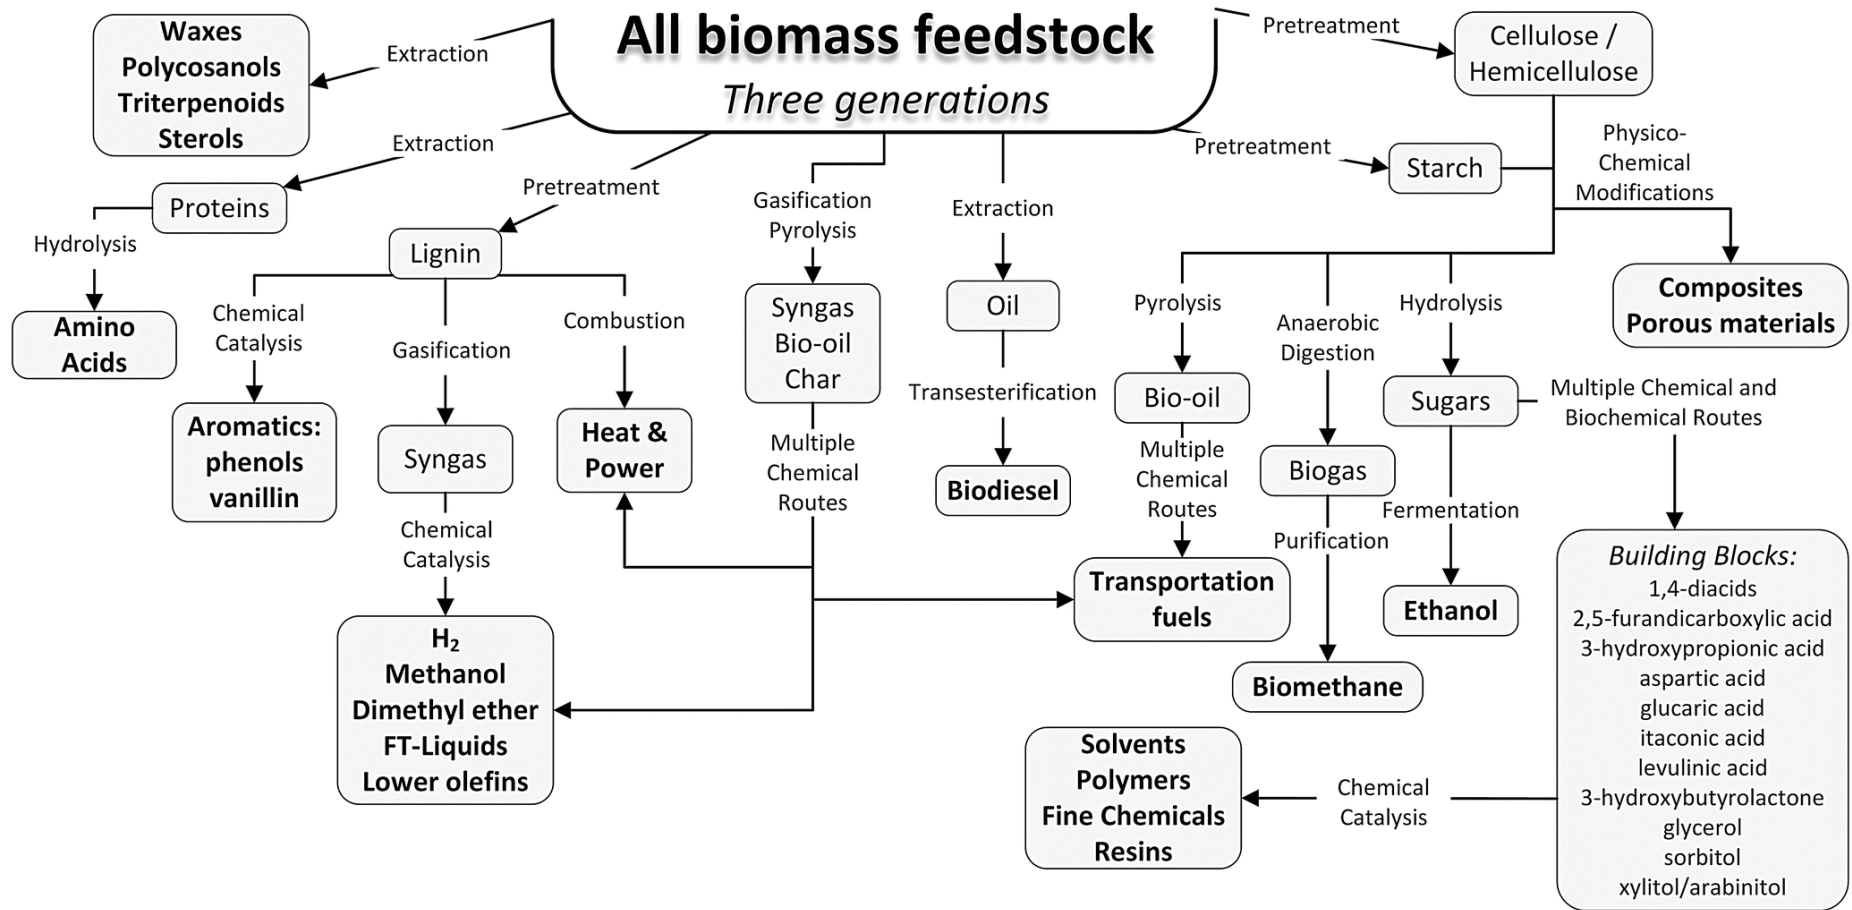 All biomass feedstock
Three generations
Waxes
Polycosanols
Triterpenoids
Sterols
Extraction
Extraction
Proteins
Hydrolysis
Amino
Acids
Pretreatment
Lignin
Chemical
Catalysis
Aromatics:
phenols
vanillin
Gasification
Syngas
Chemical
Catalysis
H₂
Methanol
Dimethyl ether
FT-Liquids
Lower olefins
Combustion
Heat &
Power
Gasification
Pyrolysis
Syngas
Bio-oil
Char
Multiple
Chemical
Routes
Extraction
Oil
Transesterification
Biodiesel
Pretreatment
Cellulose /
Hemicellulose
Pretreatment
Starch
Physico-
Chemical
Modifications
Composites
Porous materials
Pyrolysis
Bio-oil
Multiple
Chemical
Routes
Transportation
fuels
Anaerobic
Digestion
Biogas
Purification
Biomethane
Hydrolysis
Sugars
Fermentation
Ethanol
Multiple Chemical and
Biochemical Routes
Building Blocks:
1,4-diacids
2,5-furandicarboxylic acid
3-hydroxypropionic acid
aspartic acid
glucaric acid
itaconic acid
levulinic acid
3-hydroxybutyrolactone
glycerol
sorbitol
xylitol/arabinitol
Chemical
Catalysis
Solvents
Polymers
Fine Chemicals
Resins